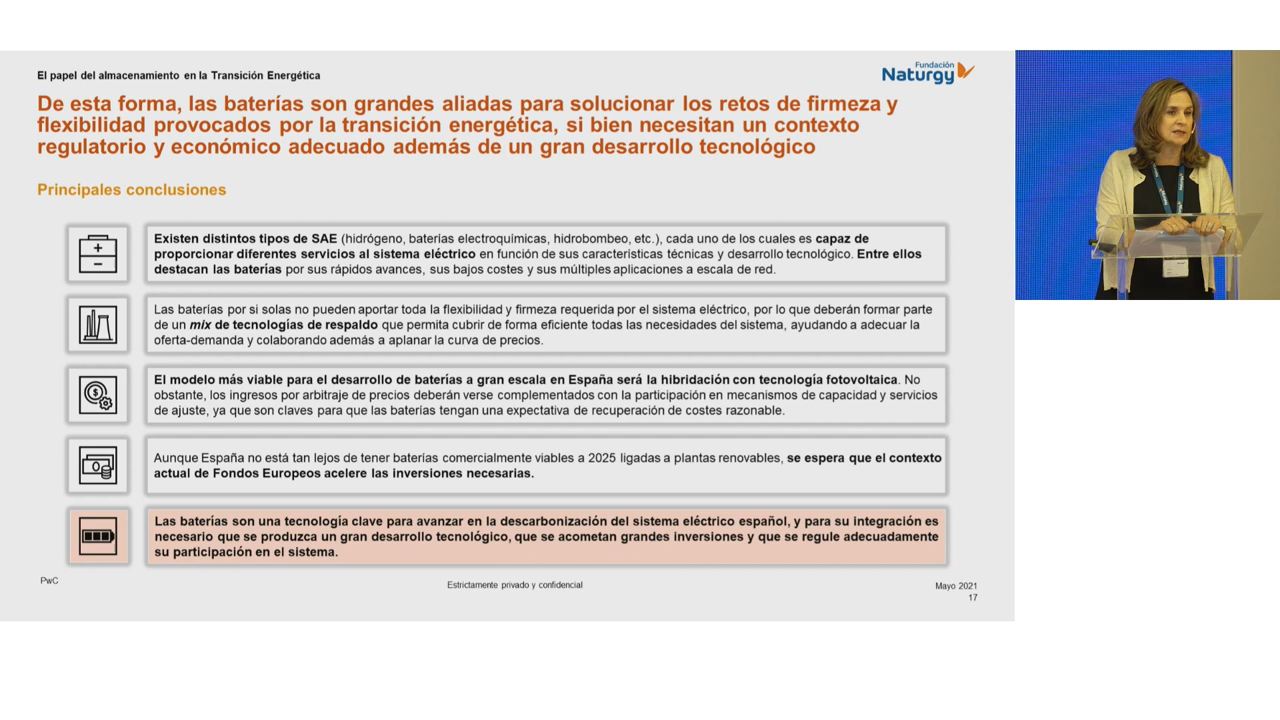 El papel del almacenamiento en la Transición Energética
Fundación
Naturgy
De esta forma, las baterías son grandes aliadas para solucionar los retos de firmeza y
flexibilidad provocados por la transición energética, si bien necesitan un contexto
regulatorio y económico adecuado además de un gran desarrollo tecnológico
Principales conclusiones
Existen distintos tipos de SAE (hidrógeno, baterías electroquímicas, hidrobombeo, etc.), cada uno de los cuales es capaz de
proporcionar diferentes servicios al sistema eléctrico en función de sus características técnicas y desarrollo tecnológico. Entre ellos
destacan las baterías por sus rápidos avances, sus bajos costes y sus múltiples aplicaciones a escala de red.
Las baterías por si solas no pueden aportar toda la flexibilidad y firmeza requerida por el sistema eléctrico, por lo que deberán formar parte
de un mix de tecnologías de respaldo que permita cubrir de forma eficiente todas las necesidades del sistema, ayudando a adecuar la
oferta-demanda y colaborando además a aplanar la curva de precios.
El modelo más viable para el desarrollo de baterías a gran escala en España será la hibridación con tecnología fotovoltaica. No
obstante, los ingresos por arbitraje de precios deberán verse complementados con la participación en mecanismos de capacidad y servicios
de ajuste, ya que son claves para que las baterías tengan una expectativa de recuperación de costes razonable.
Aunque España no está tan lejos de tener baterías comercialmente viables a 2025 ligadas a plantas renovables, se espera que el contexto
actual de Fondos Europeos acelere las inversiones necesarias.
Las baterías son una tecnología clave para avanzar en la descarbonización del sistema eléctrico español, y para su integración es
necesario que se produzca un gran desarrollo tecnológico, que se acometan grandes inversiones y que se regule adecuadamente
su participación en el sistema.
PwC
Estrictamente privado y confidencial
Mayo 2021
17
Naturgy